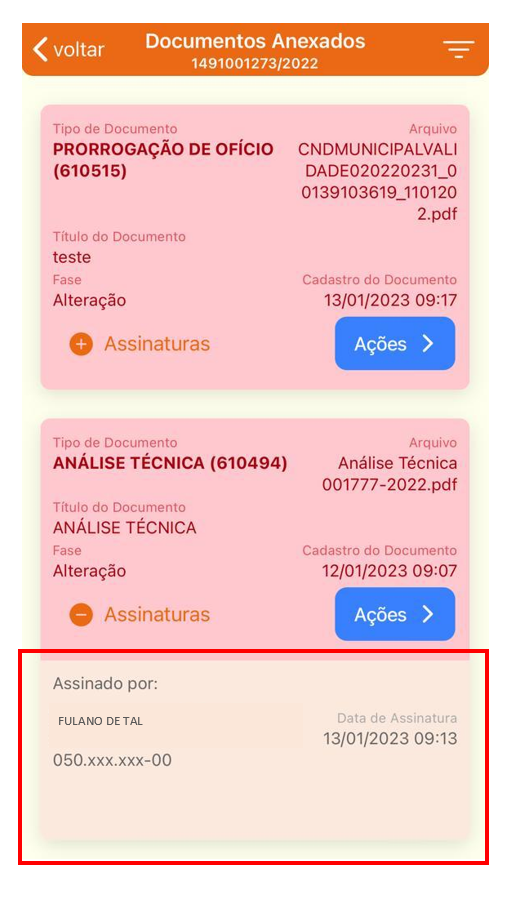 voltar
Documentos Anexados
1491001273/2022
Tipo de Documento
PRORROGAÇÃO DE OFÍCIO
(610515)
Arquivo
CNDMUNICIPALVALI
DADE020220231_0
0139103619_110120
2.pdf
Título do Documento
teste
Fase
Alteração
Cadastro do Documento
13/01/2023 09:17
Assinaturas
Ações
Tipo de Documento
ANÁLISE TÉCNICA (610494)
Arquivo
Análise Técnica
001777-2022.pdf
Título do Documento
ANÁLISE TÉCNICA
Fase
Alteração
Cadastro do Documento
12/01/2023 09:07
Assinaturas
Ações
Assinado por:
FULANO DE TAL
Data de Assinatura
13/01/2023 09:13
050.xxx.xxx-00